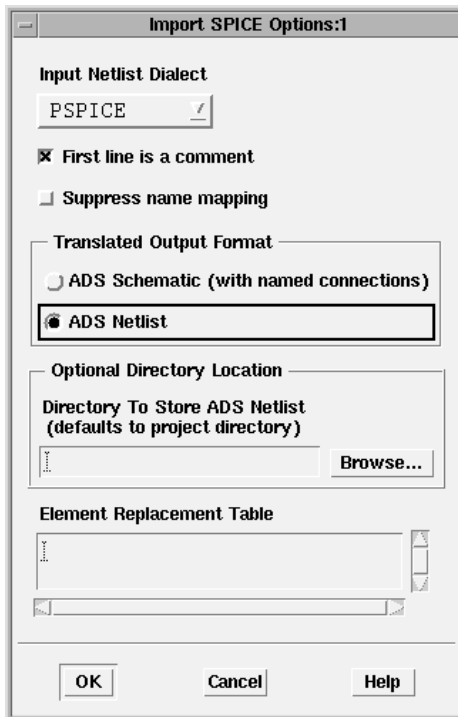 Import SPICE Options:1
Input Netlist Dialect
PSPICE
First line is a comment
Suppress name mapping
Translated Output Format
ADS Schematic (with named connections)
ADS Netlist
Optional Directory Location
Directory To Store ADS Netlist
(defaults to project directory)
Browse...
Element Replacement Table
OK Cancel Help